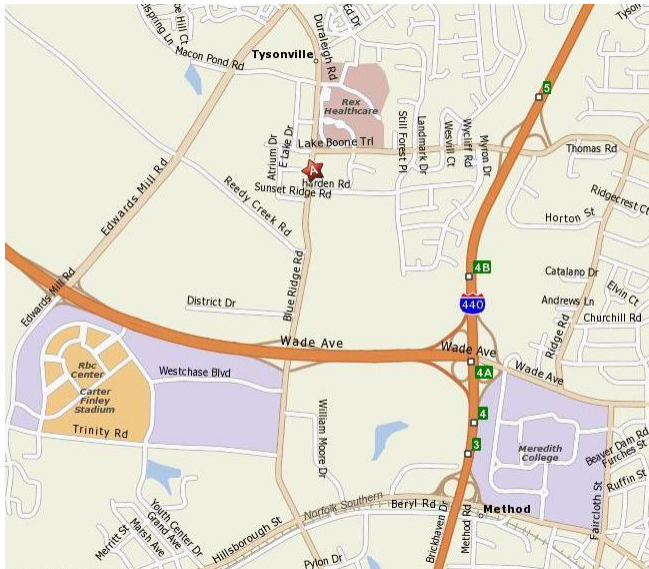 Ed Dr
Duraleigh Rd
Tyson
Macon Pond Rd
Tysonville
5
Rex
Healthcare
Still Forest Pl
Landmark Dr
Wesvill Ct
Wycliff Rd
Myron Dr
Atrium Dr
E Lake Dr
Lake Boone Trl
Thomas Rd
A
Harden Rd
Sunset Ridge Rd
Edwards Mill Rd
Reedy Creek Rd
Ridgecrest Ct
Horton St
Blue Ridge Rd
4B
Catalano Dr
Elvin Ct
Edwards Mill Rd
District Dr
440
Andrews Ln
Churchill Rd
Ridge Rd
Wade Ave
Wade Ave
Wade Ave
4A
Rbc
Center
Westchase Blvd
Carter
Finley
Stadium
Trinity Rd
William Moore Dr
4
3
Meredith
College
Beaver Dam Rd
Furches St
Ruffin St
Faircloth St
Youth Center Dr
Grand Ave
Marsh Ave
Merritt St
Hillsborough St
Norfolk Southern
Beryl Rd
Method
Brickhaven Dr
Method Rd
Pylon Dr